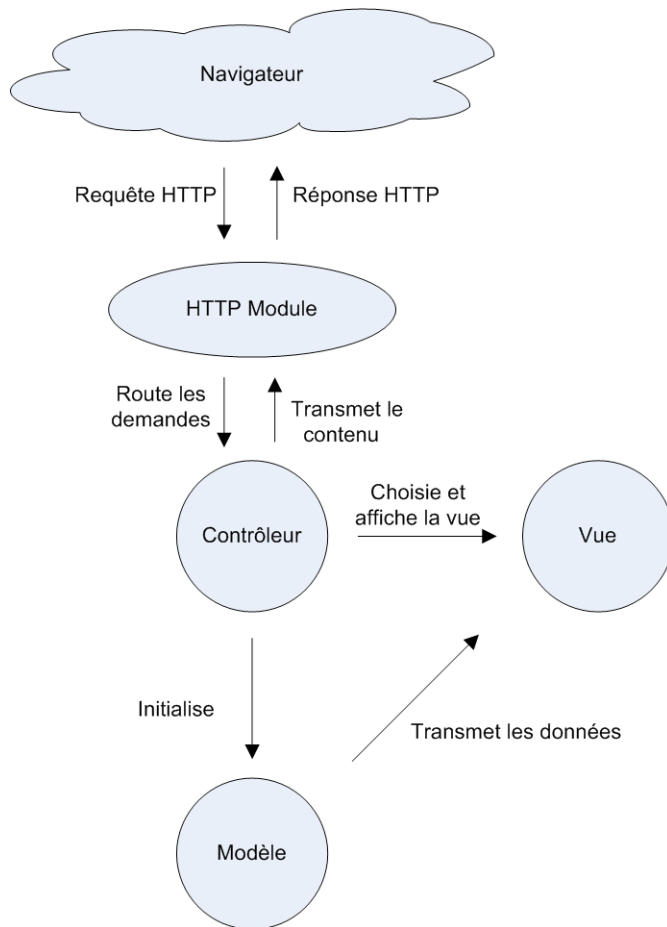 Navigateur
Requête HTTP
Réponse HTTP
HTTP Module
Route les
demandes
Transmet le
contenu
Contrôleur
Choisie et
affiche la vue
Vue
Initialise
Transmet les données
Modèle